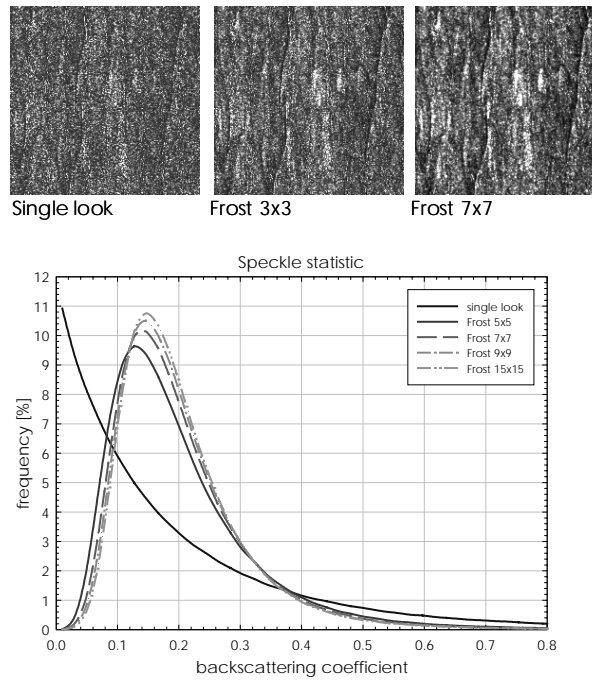 Single look
Frost 3x3
Frost 7x7
Speckle statistic
12
11
10
9
8
7
6
5
4
3
2
1
0
frequency [%]
single look
Frost 5x5
Frost 7x7
Frost 9x9
Frost 15x15
0.0 0.1 0.2 0.3 0.4 0.5 0.6 0.7 0.8
backscattering coefficient